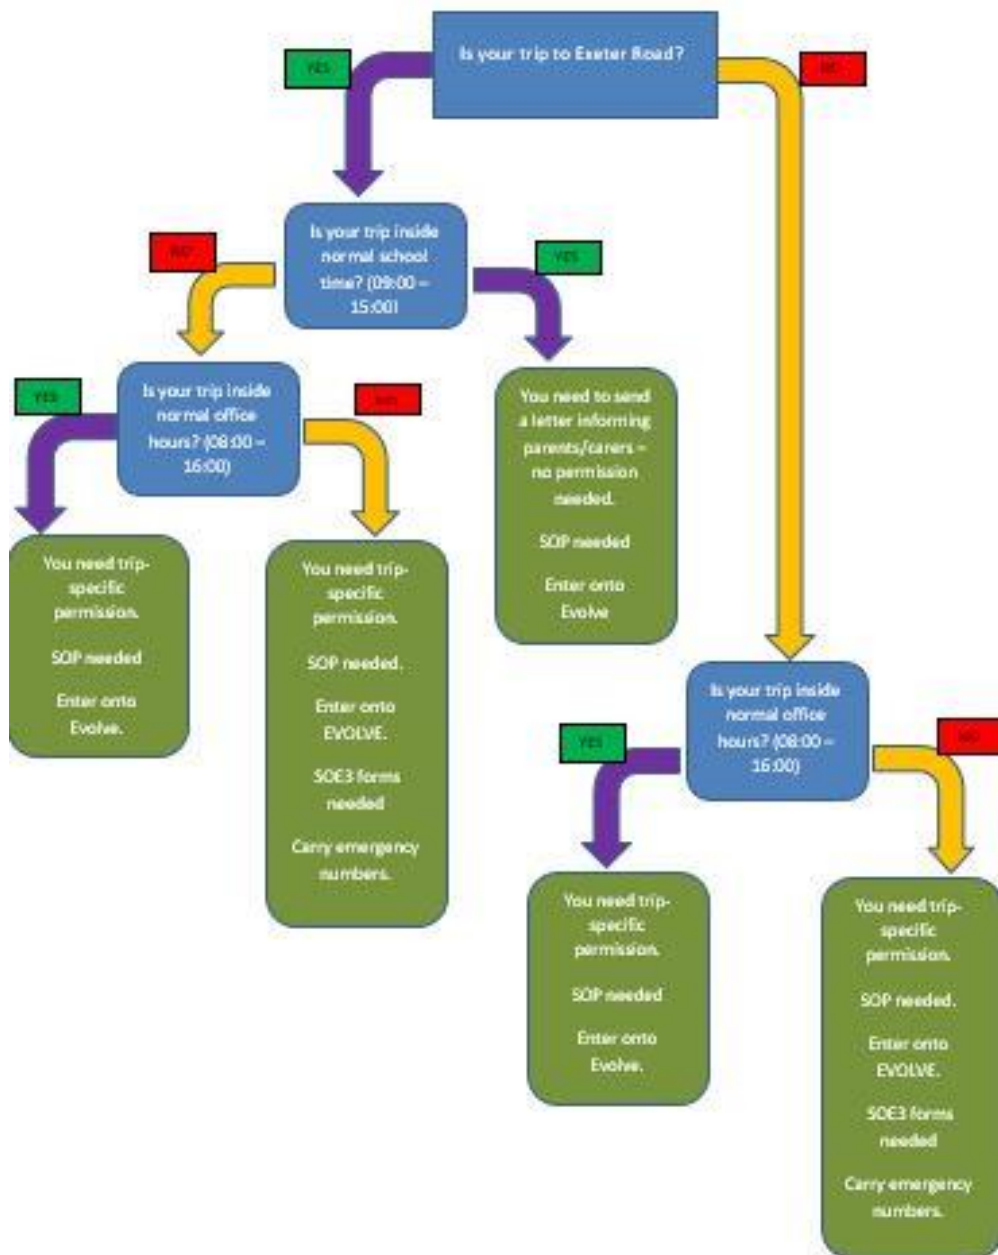 Is your trip to Exeter Road?
YES
NO
Is your trip inside
normal school
time? (09:00 –
15:00)
NO
YES
Is your trip inside
normal office
hours? (08:00 –
16:00)
YES
NO
You need to send
a letter informing
parents/carers –
no permission
needed.
SOP needed
Enter onto
Evolve
You need trip-
specific
permission.
SOP needed
Enter onto
Evolve.
You need trip-
specific
permission.
SOP needed.
Enter onto
EVOLVE.
SOE3 forms
needed
Carry emergency
numbers.
Is your trip inside
normal office
hours? (08:00 –
16:00)
YES
NO
You need trip-
specific
permission.
SOP needed
Enter onto
Evolve.
You need trip-
specific
permission.
SOP needed.
Enter onto
EVOLVE.
SOE3 forms
needed
Carry emergency
numbers.